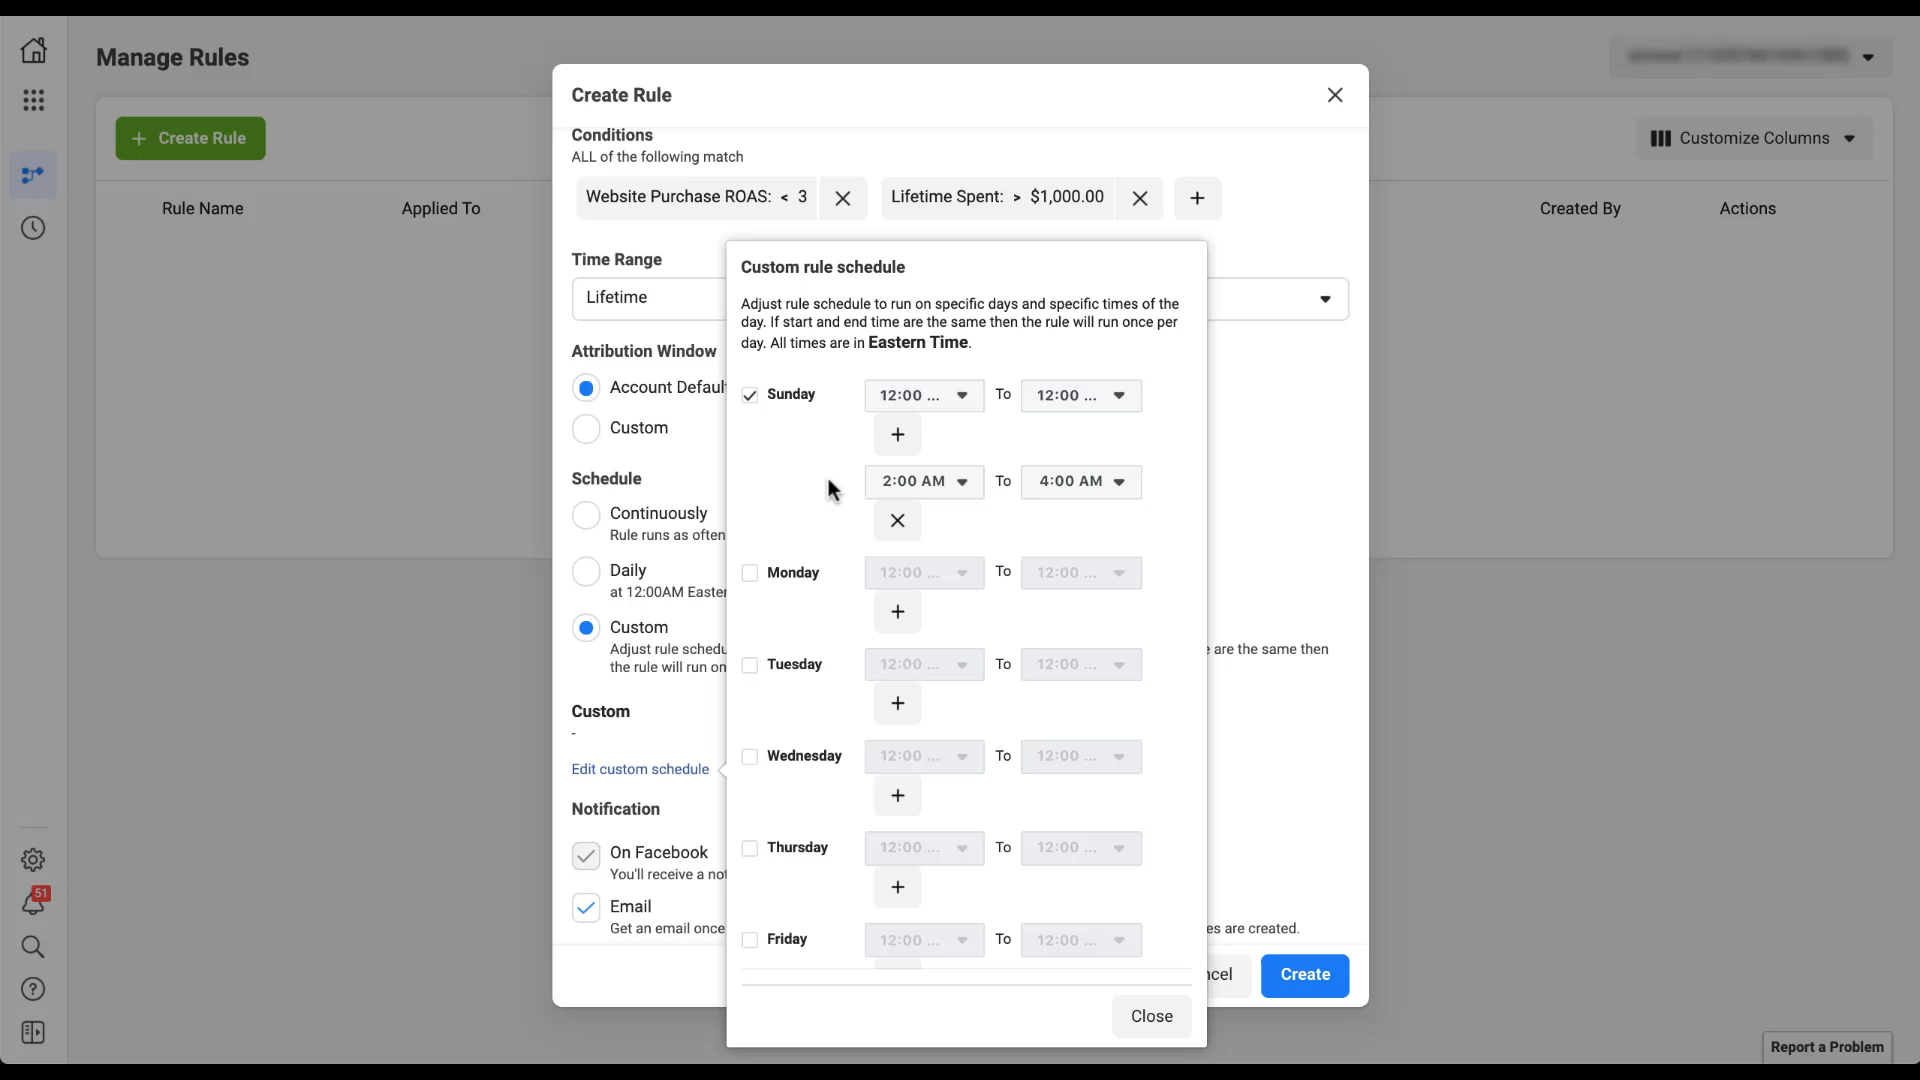 Manage Rules
+ Create Rule
Customize Columns
Rule Name
Applied To
Created By
Actions
Create Rule
Conditions
ALL of the following match
Website Purchase ROAS: < 3
Lifetime Spent: > $1,000.00
Time Range
Lifetime
Attribution Window
Account Defaul
Custom
Schedule
Continuously
Rule runs as often
Daily
at 12:00AM Easter
Custom
Adjust rule schedu
e are the same then
the rule will run on
Custom
-
Edit custom schedule
Notification
On Facebook
You'll receive a not
Email
Get an email once
es are created.
ncel
Create
Custom rule schedule
Adjust rule schedule to run on specific days and specific times of the
day. If start and end time are the same then the rule will run once per
day. All times are in Eastern Time.
Sunday 12:00 ... To 12:00 ...
+
2:00 AM To 4:00 AM
Monday 12:00 ... To 12:00 ...
+
Tuesday 12:00 ... To 12:00 ...
+
Wednesday 12:00 ... To 12:00 ...
+
Thursday 12:00 ... To 12:00 ...
+
Friday 12:00 ... To 12:00 ...
Close
51
Report a Problem